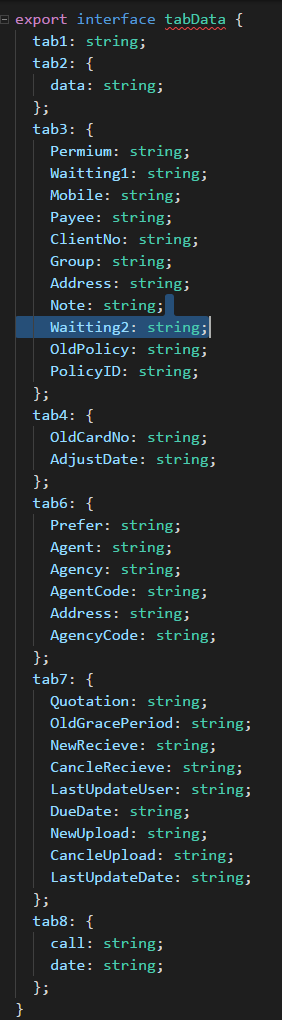 export interface tabData {
tab1: string;
tab2: {
data: string;
};
tab3: {
Permium: string;
Waitting1: string;
Mobile: string;
Payee: string;
ClientNo: string;
Group: string;
Address: string;
Note: string;
Waitting2: string;
OldPolicy: string;
PolicyID: string;
};
tab4: {
OldCardNo: string;
AdjustDate: string;
};
tab6: {
Prefer: string;
Agent: string;
Agency: string;
AgentCode: string;
Address: string;
AgencyCode: string;
};
tab7: {
Quotation: string;
OldGracePeriod: string;
NewRecieve: string;
CancleRecieve: string;
LastUpdateUser: string;
DueDate: string;
NewUpload: string;
CancleUpload: string;
LastUpdateDate: string;
};
tab8: {
call: string;
date: string;
};
}